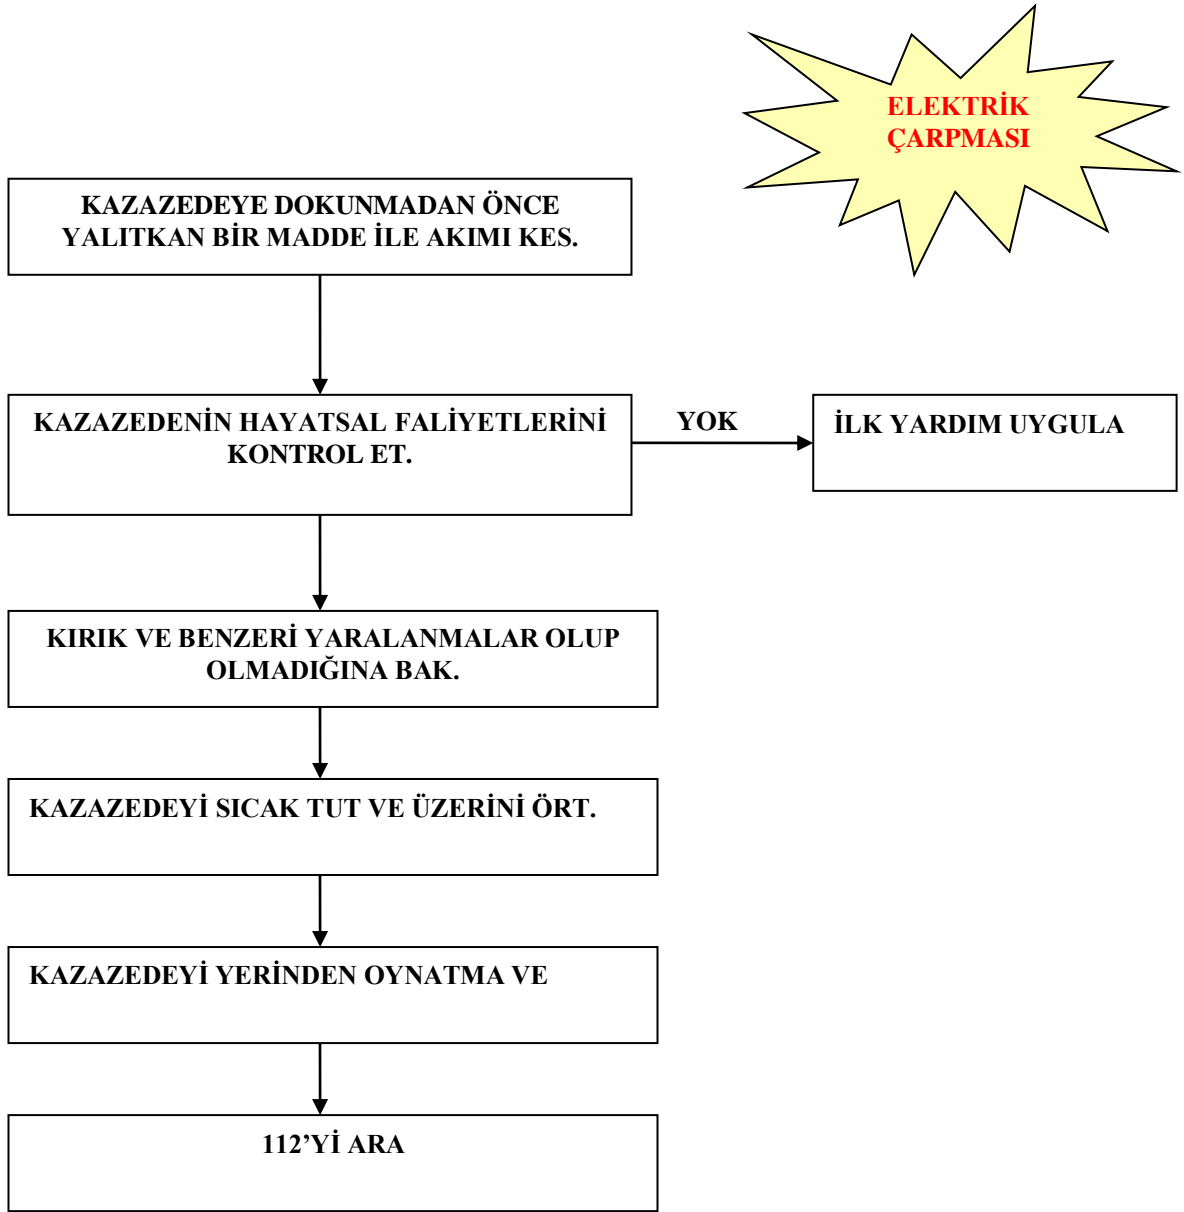 ELEKTRİK
ÇARPMASI
KAZAZEDEYE DOKUNMADAN ÖNCE
YALITKAN BİR MADDE İLE AKIMI KES.
KAZAZEDENİN HAYATSAL FALİYETLERİNİ
KONTROL ET.
YOK
İLK YARDIM UYGULA
KIRIK VE BENZERİ YARALANMALAR OLUP
OLMADIĞINA BAK.
KAZAZEDEYİ SICAK TUT VE ÜZERİNİ ÖRT.
KAZAZEDEYİ YERİNDEN OYNATMA VE
112’Yİ ARA